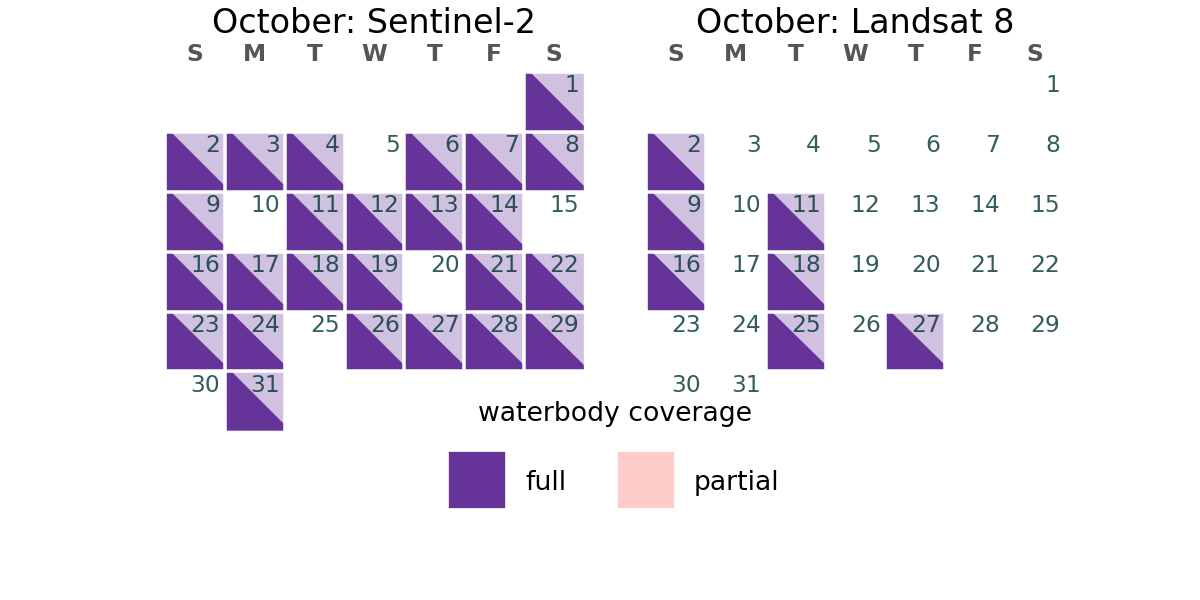 October: Sentinel-2
S M T W T F S
1
2 3 4 5 6 7 8
9 10 11 12 13 14 15
16 17 18 19 20 21 22
23 24 25 26 27 28 29
30 31
October: Landsat 8
S M T W T F S
1
2 3 4 5 6 7 8
9 10 11 12 13 14 15
16 17 18 19 20 21 22
23 24 25 26 27 28 29
30 31
waterbody coverage
full
partial